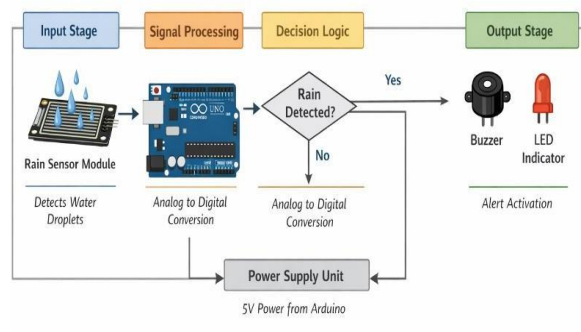 Input Stage
Signal Processing
Decision Logic
Output Stage
Rain Sensor Module
UNO
Rain
Detected?
Yes
No
Buzzer
LED
Indicator
Detects Water
Droplets
Analog to Digital
Conversion
Analog to Digital
Conversion
Alert Activation
Power Supply Unit
5V Power from Arduino